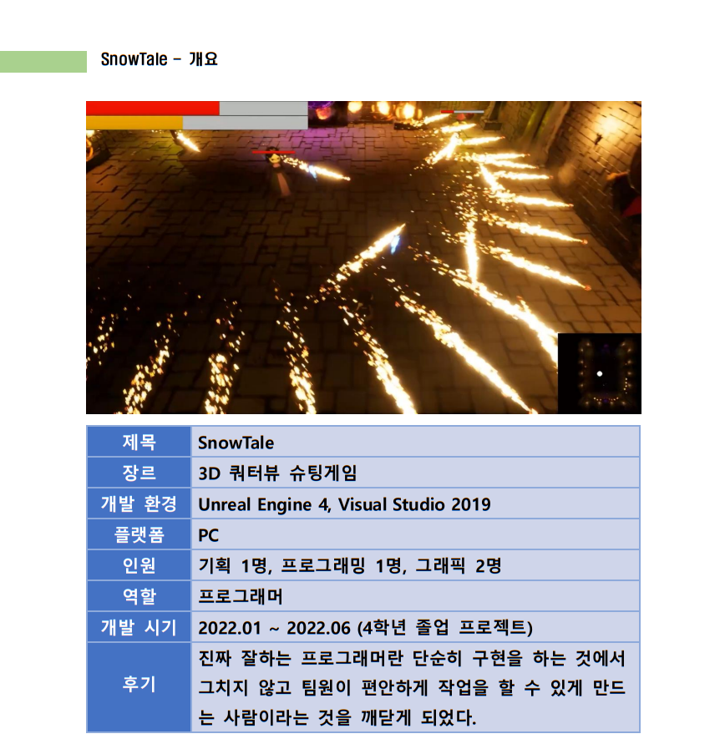 SnowTale – 개요
제목 SnowTale
장르 3D 쿼터뷰 슈팅게임
개발 환경 Unreal Engine 4, Visual Studio 2019
플랫폼 PC
인원 기획 1명, 프로그래밍 1명, 그래픽 2명
역할 프로그래머
개발 시기 2022.01 ~ 2022.06 (4학년 졸업 프로젝트)
후기 진짜 잘하는 프로그래머란 단순히 구현을 하는 것에서
그치지 않고 팀원이 편안하게 작업을 할 수 있게 만드
는 사람이라는 것을 깨닫게 되었다.